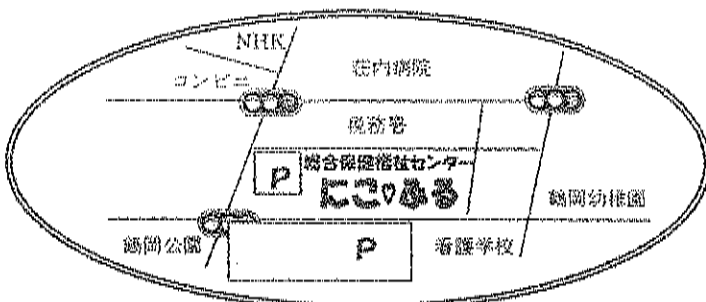 NHK
コンビニ
荘内病院
税務署
P
総合保健福祉センター
にこ♡ふる
鶴岡幼稚園
鶴岡公園
P
看護学校